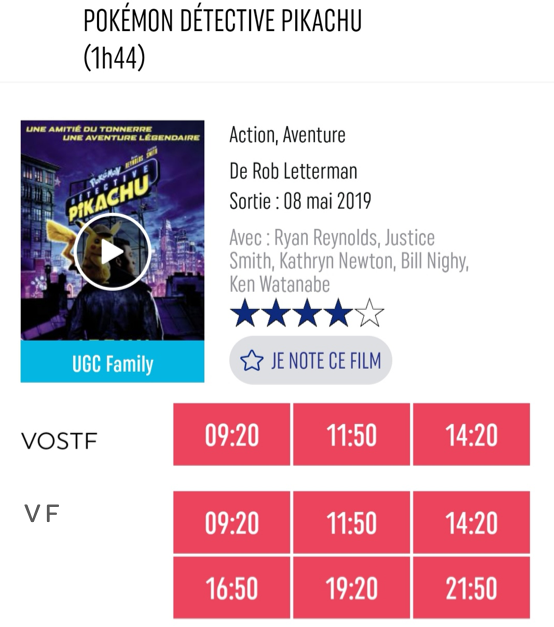 POKÉMON DÉTECTIVE PIKACHU
(1h44)
UNE AMITIÉ DU TONNERRE
UNE AVENTURE LÉGENDAIRE
POKÉMON
DÉTECTIVE
PIKACHU
UGC Family
Action, Aventure
De Rob Letterman
Sortie : 08 mai 2019
Avec : Ryan Reynolds, Justice
Smith, Kathryn Newton, Bill Nighy,
Ken Watanabe
JE NOTE CE FILM
VOSTF
09:20 11:50 14:20
VF
09:20 11:50 14:20
16:50 19:20 21:50